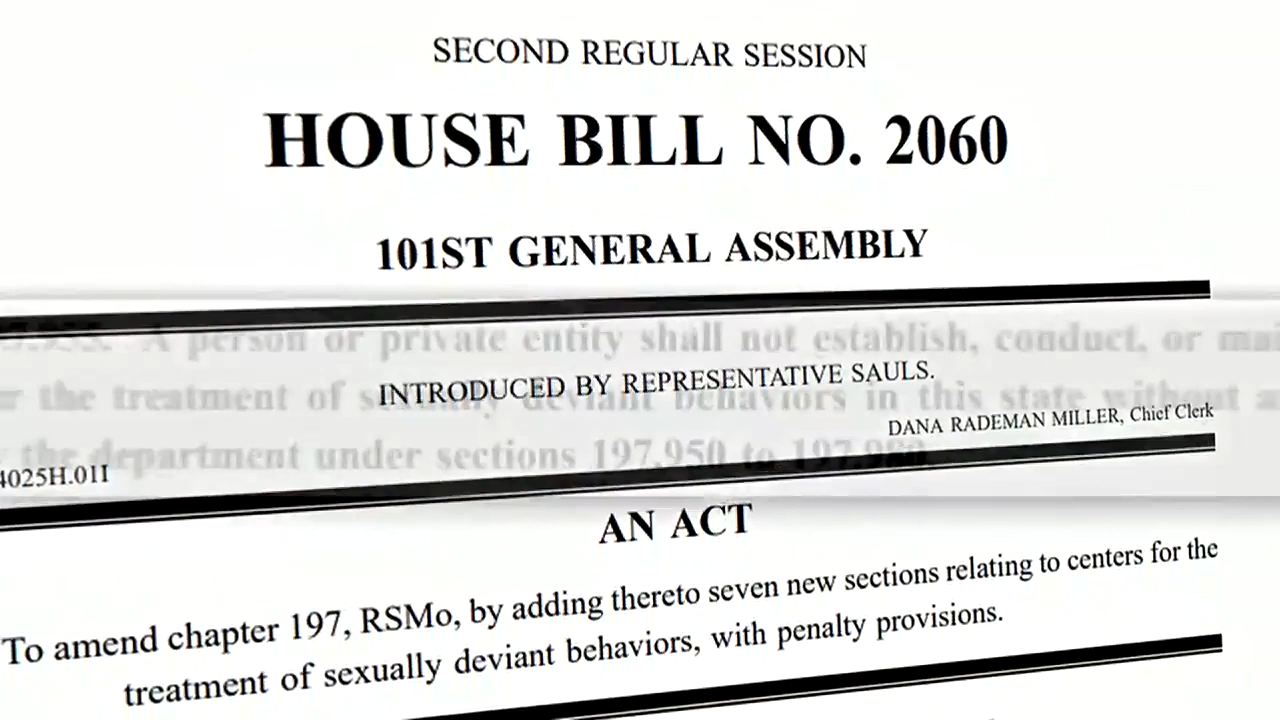 SECOND REGULAR SESSION
HOUSE BILL NO. 2060
101ST GENERAL ASSEMBLY
A person or private entity shall not establish, conduct, or
INTRODUCED BY REPRESENTATIVE SAULS.
the treatment of sexually deviant behaviors in this state without
DANA RADEMAN MILLER, Chief Clerk
the department under sections 197.950 to 197.980
4025H.01I
AN ACT
To amend chapter 197, RSMo, by adding thereto seven new sections relating to centers for the
treatment of sexually deviant behaviors, with penalty provisions.